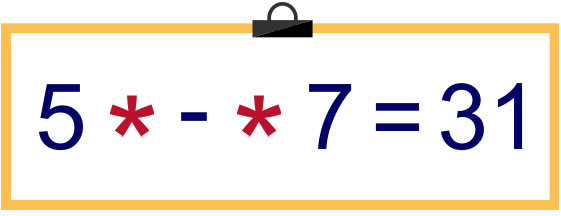 5 * - * 7 = 31